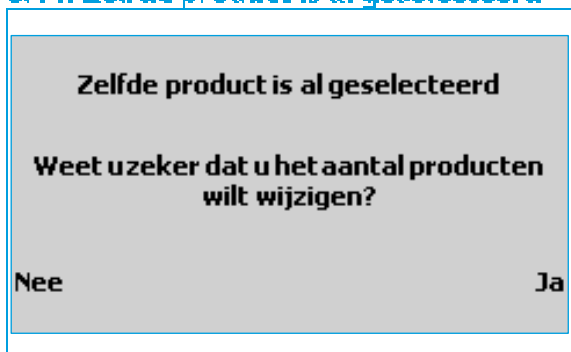 Zelfde product is al geselecteerd
Weet u zeker dat u het aantal producten
wilt wijzigen?
Nee
Ja